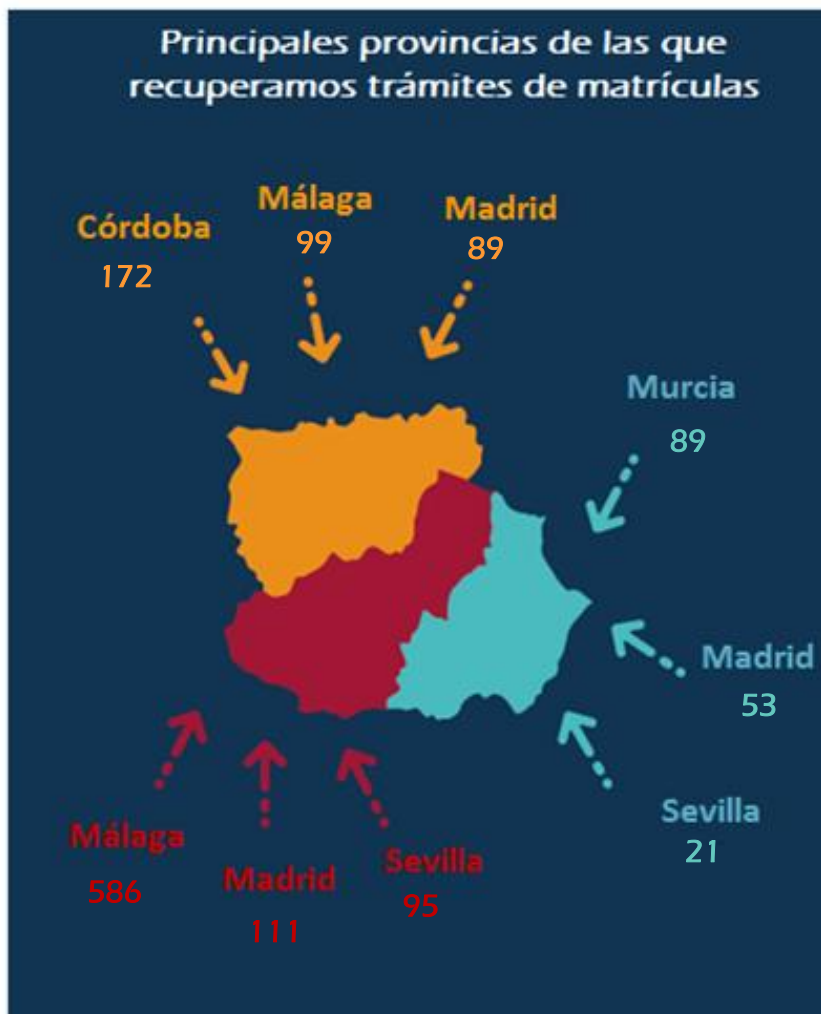 Principales provincias de las que
recuperamos trámites de matrículas
Córdoba
172
Málaga
99
Madrid
89
Murcia
89
Madrid
53
Sevilla
21
Málaga
586
Madrid
111
Sevilla
95